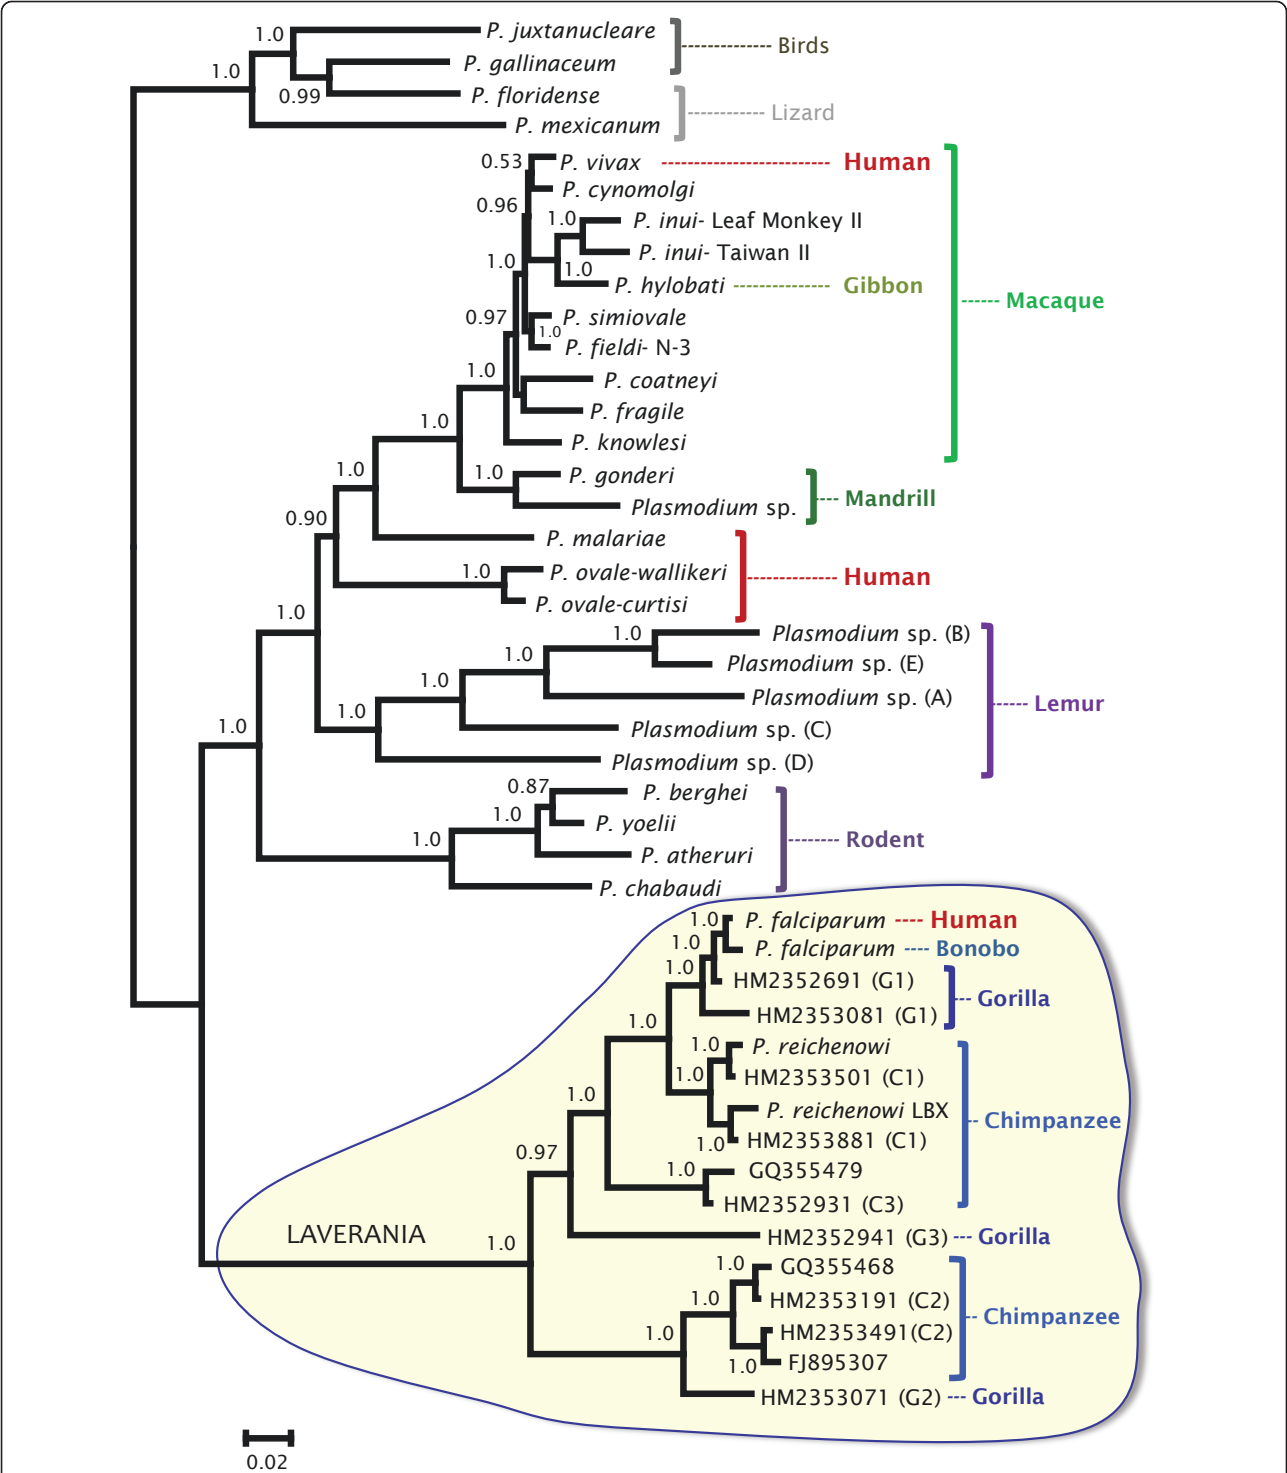 1.0
P. juxtanucleare
Birds
1.0
P. gallinaceum
0.99
P. floridense
Lizard
P. mexicanum
0.53
P. vivax
Human
P. cynomolgi
0.96
1.0
P. inui- Leaf Monkey II
P. inui- Taiwan II
1.0
1.0
P. hylobati
Gibbon
Macaque
0.97
P. simiovale
1.0
P. fieldi- N-3
1.0
P. coatneyi
P. fragile
1.0
P. knowlesi
1.0
1.0
P. gonderi
Mandrill
Plasmodium sp.
0.90
P. malariae
1.0
P. ovale-wallikeri
Human
P. ovale-curtisi
1.0
1.0
Plasmodium sp. (B)
1.0
Plasmodium sp. (E)
1.0
Plasmodium sp. (A)
Lemur
1.0
Plasmodium sp. (C)
1.0
Plasmodium sp. (D)
0.87
P. berghei
1.0
P. yoelii
1.0
Rodent
P. atheruri
P. chabaudi
1.0
P. falciparum
Human
1.0
P. falciparum
Bonobo
1.0
HM2352691 (G1)
Gorilla
HM2353081 (G1)
1.0
1.0
P. reichenowi
1.0
HM2353501 (C1)
1.0
P. reichenowi LBX
Chimpanzee
1.0
HM2353881 (C1)
0.97
1.0
GQ355479
HM2352931 (C3)
LAVERANIA
1.0
HM2352941 (G3)
Gorilla
1.0
GQ355468
1.0
HM2353191 (C2)
Chimpanzee
1.0
HM2353491(C2)
1.0
FJ895307
HM2353071 (G2)
Gorilla
0.02